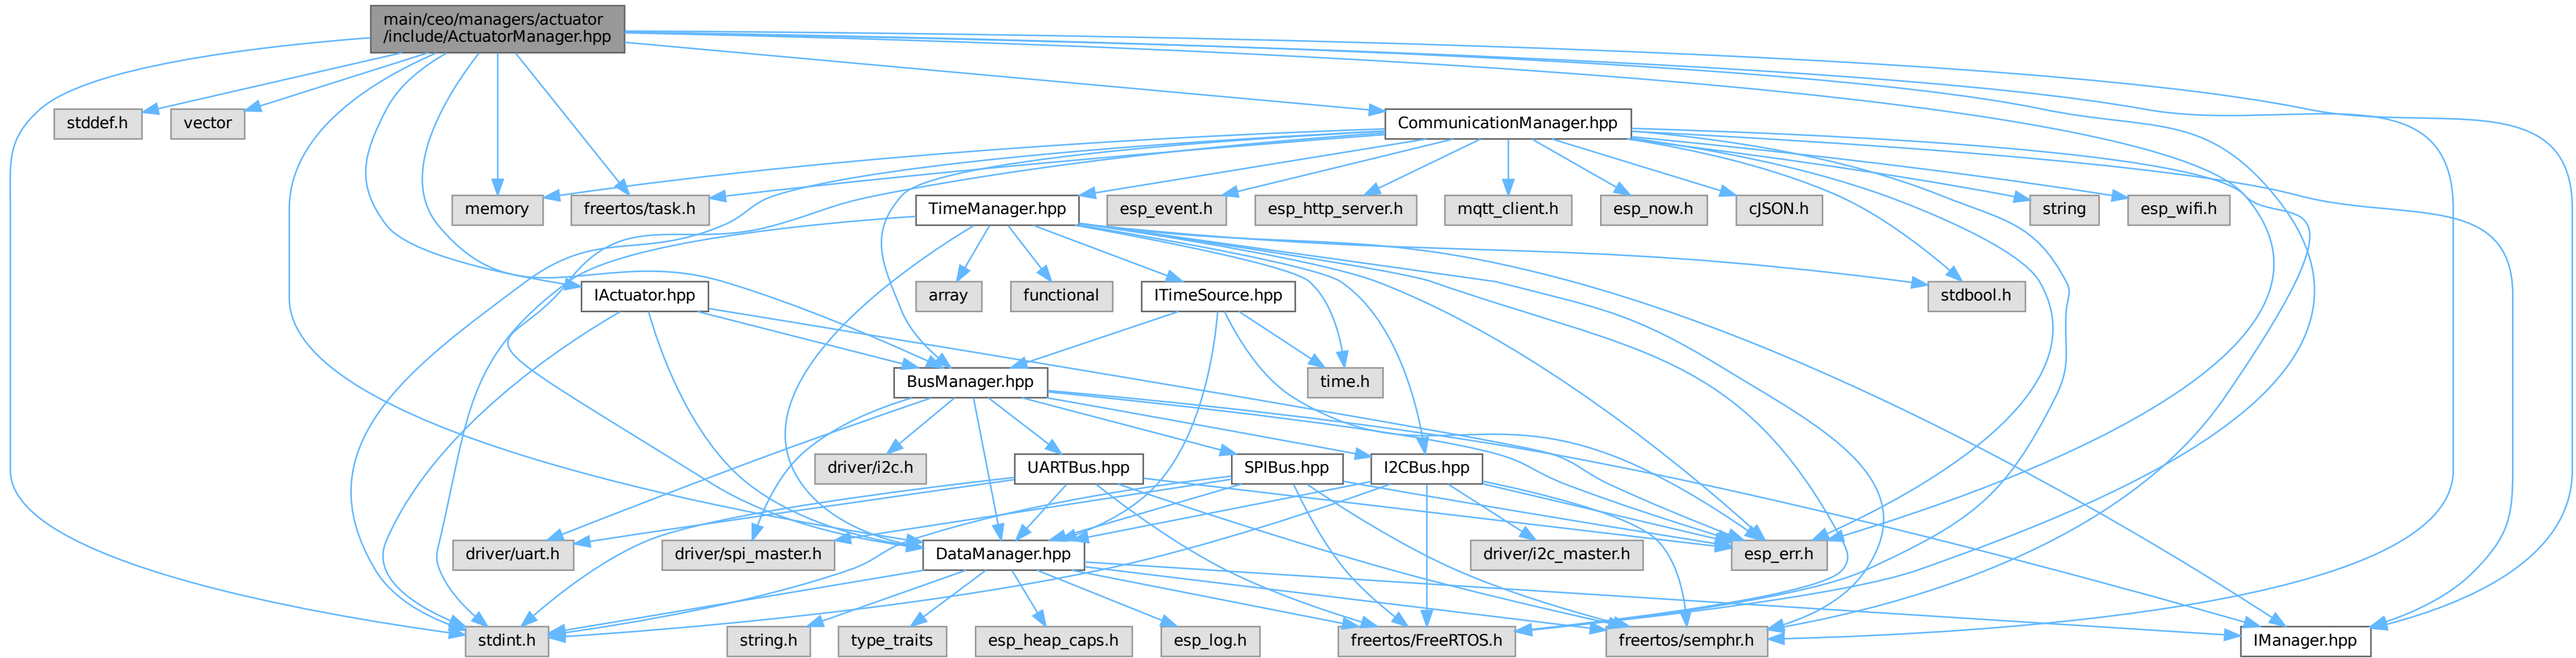 main/ceo/managers/actuator
/include/ActuatorManager.hpp
stddef.h
vector
CommunicationManager.hpp
memory
freertos/task.h
TimeManager.hpp
esp_event.h
esp_http_server.h
mqtt_client.h
esp_now.h
cJSON.h
string
esp_wifi.h
IActuator.hpp
array
functional
ITimeSource.hpp
stdbool.h
BusManager.hpp
time.h
driver/i2c.h
UARTBus.hpp
SPIBus.hpp
I2CBus.hpp
driver/uart.h
driver/spi_master.h
DataManager.hpp
driver/i2c_master.h
esp_err.h
stdint.h
string.h
type_traits
esp_heap_caps.h
esp_log.h
freertos/FreeRTOS.h
freertos/semphr.h
IManager.hpp